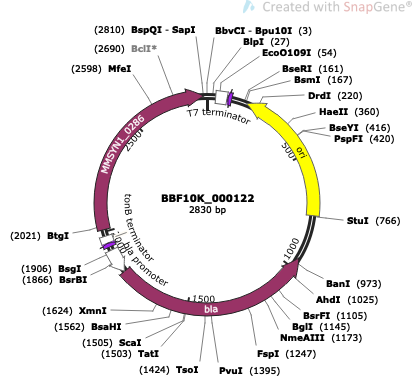 Created with SnapGene®
(2810) BspQI - SapI
BbvCI - Bpu10I (3)
(2690) BclI*
BlpI (27)
EcoO109I (54)
(2598) MfeI
BseRI (161)
BsmI (167)
DrdI (220)
HaeII (360)
BseYI (416)
PspFI (420)
T7 terminator
MMSYN1_0286
2500
ori
500
BBF10K_000122
2830 bp
StuI (766)
tonB terminator
(2021) BtgI
bla promoter
1000
(1906) BsgI
(1866) BsrBI
BanI (973)
AhdI (1025)
1500
bla
(1624) XmnI
BsrFI (1105)
(1562) BsaHI
BglI (1145)
(1505) ScaI
NmeAIII (1173)
(1503) TatI
FspI (1247)
(1424) TsoI
PvuI (1395)